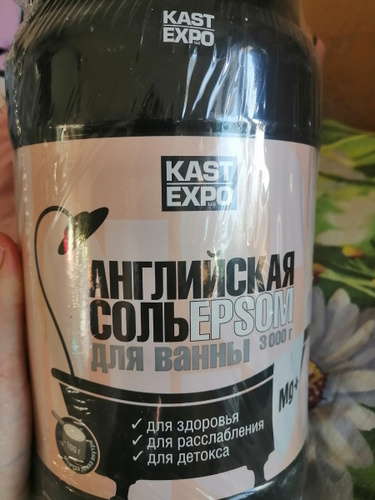 KAST
EXPO
KAST
EXPO
АНГЛИЙСКАЯ
СОЛЬ EPSOM
для ванны 3000 г
Mg+
✓ для здоровья
✓ для расслабления
✓ для детокса